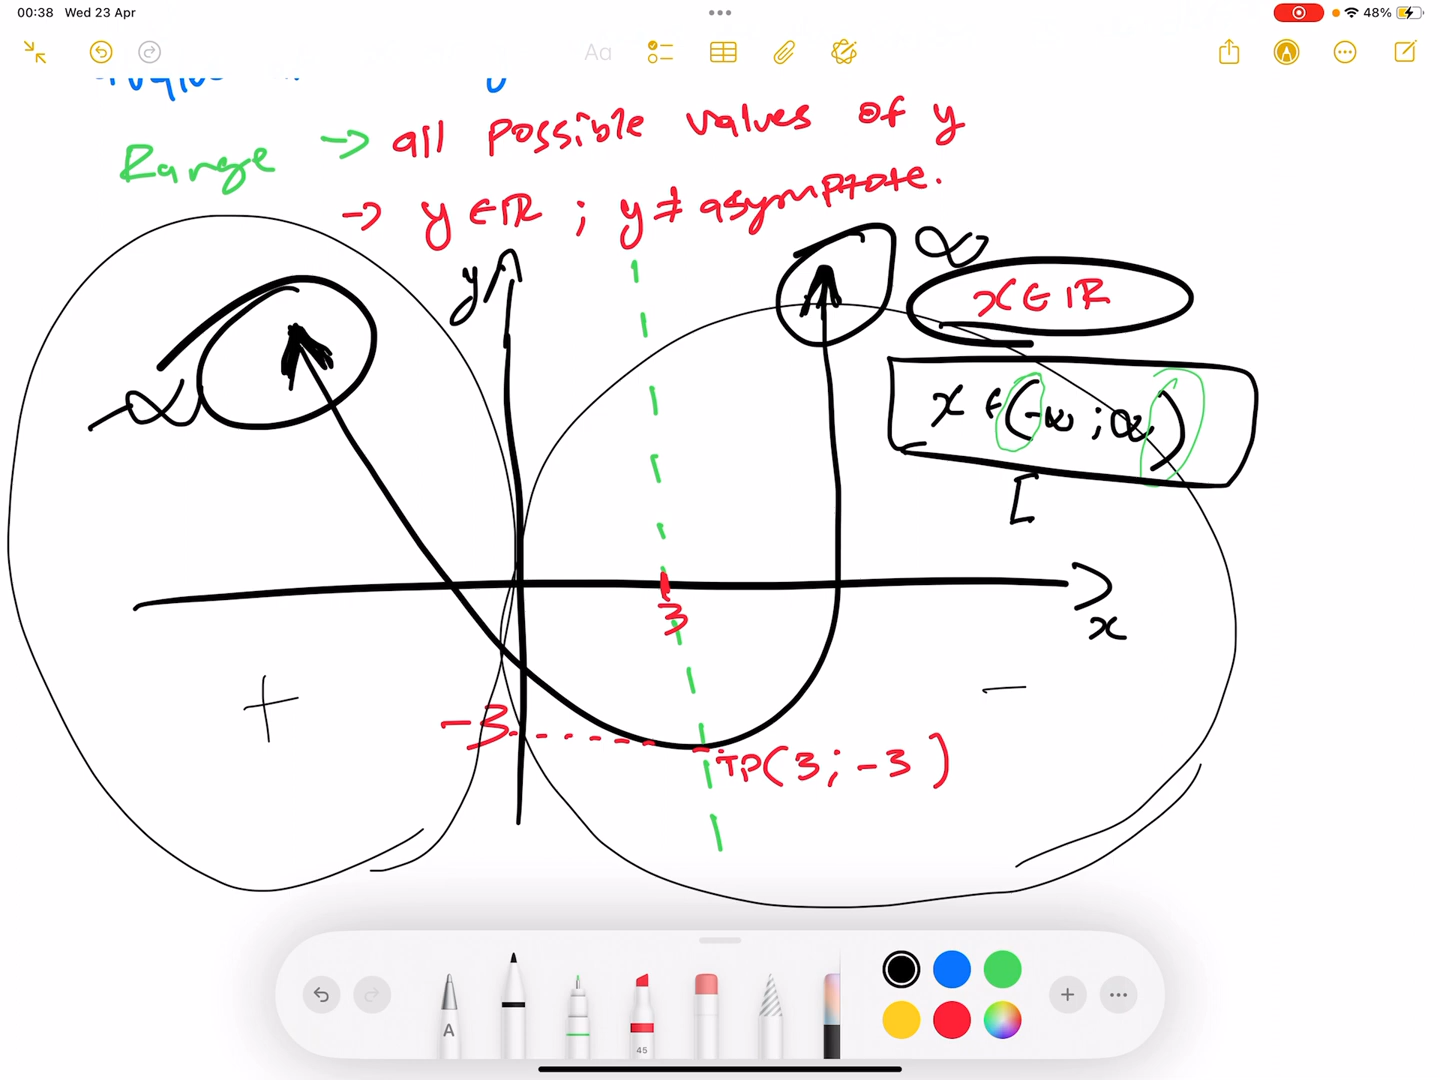 00:38 Wed 23 Apr
48%
Aa
Range → all possible values of y
→ y ∈ ℝ ; y ≠ asymptote.
y
∞
x ∈ ℝ
-∞
x ∈ (-∞ ; ∞)
[
3
x
+
-
-3
TP(3 ; -3)
A
45